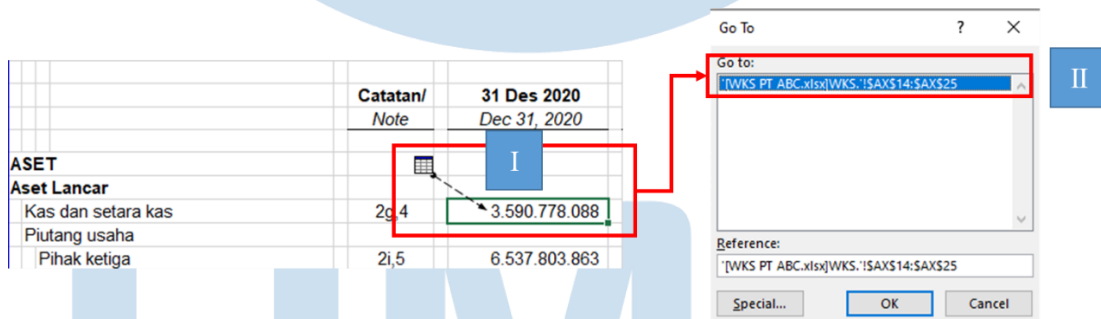 Catatan/ 31 Des 2020
Note Dec 31, 2020
ASET
Aset Lancar
Kas dan setara kas 2g,4 3.590.778.088
Piutang usaha
Pihak ketiga 2i,5 6.537.803.863
I
Go To ? ×
Go to:
'[WKS PT ABC.xlsx]WKS.'!$AX$14:$AX$25
Reference:
'[WKS PT ABC.xlsx]WKS.'!$AX$14:$AX$25
Special... OK Cancel
II